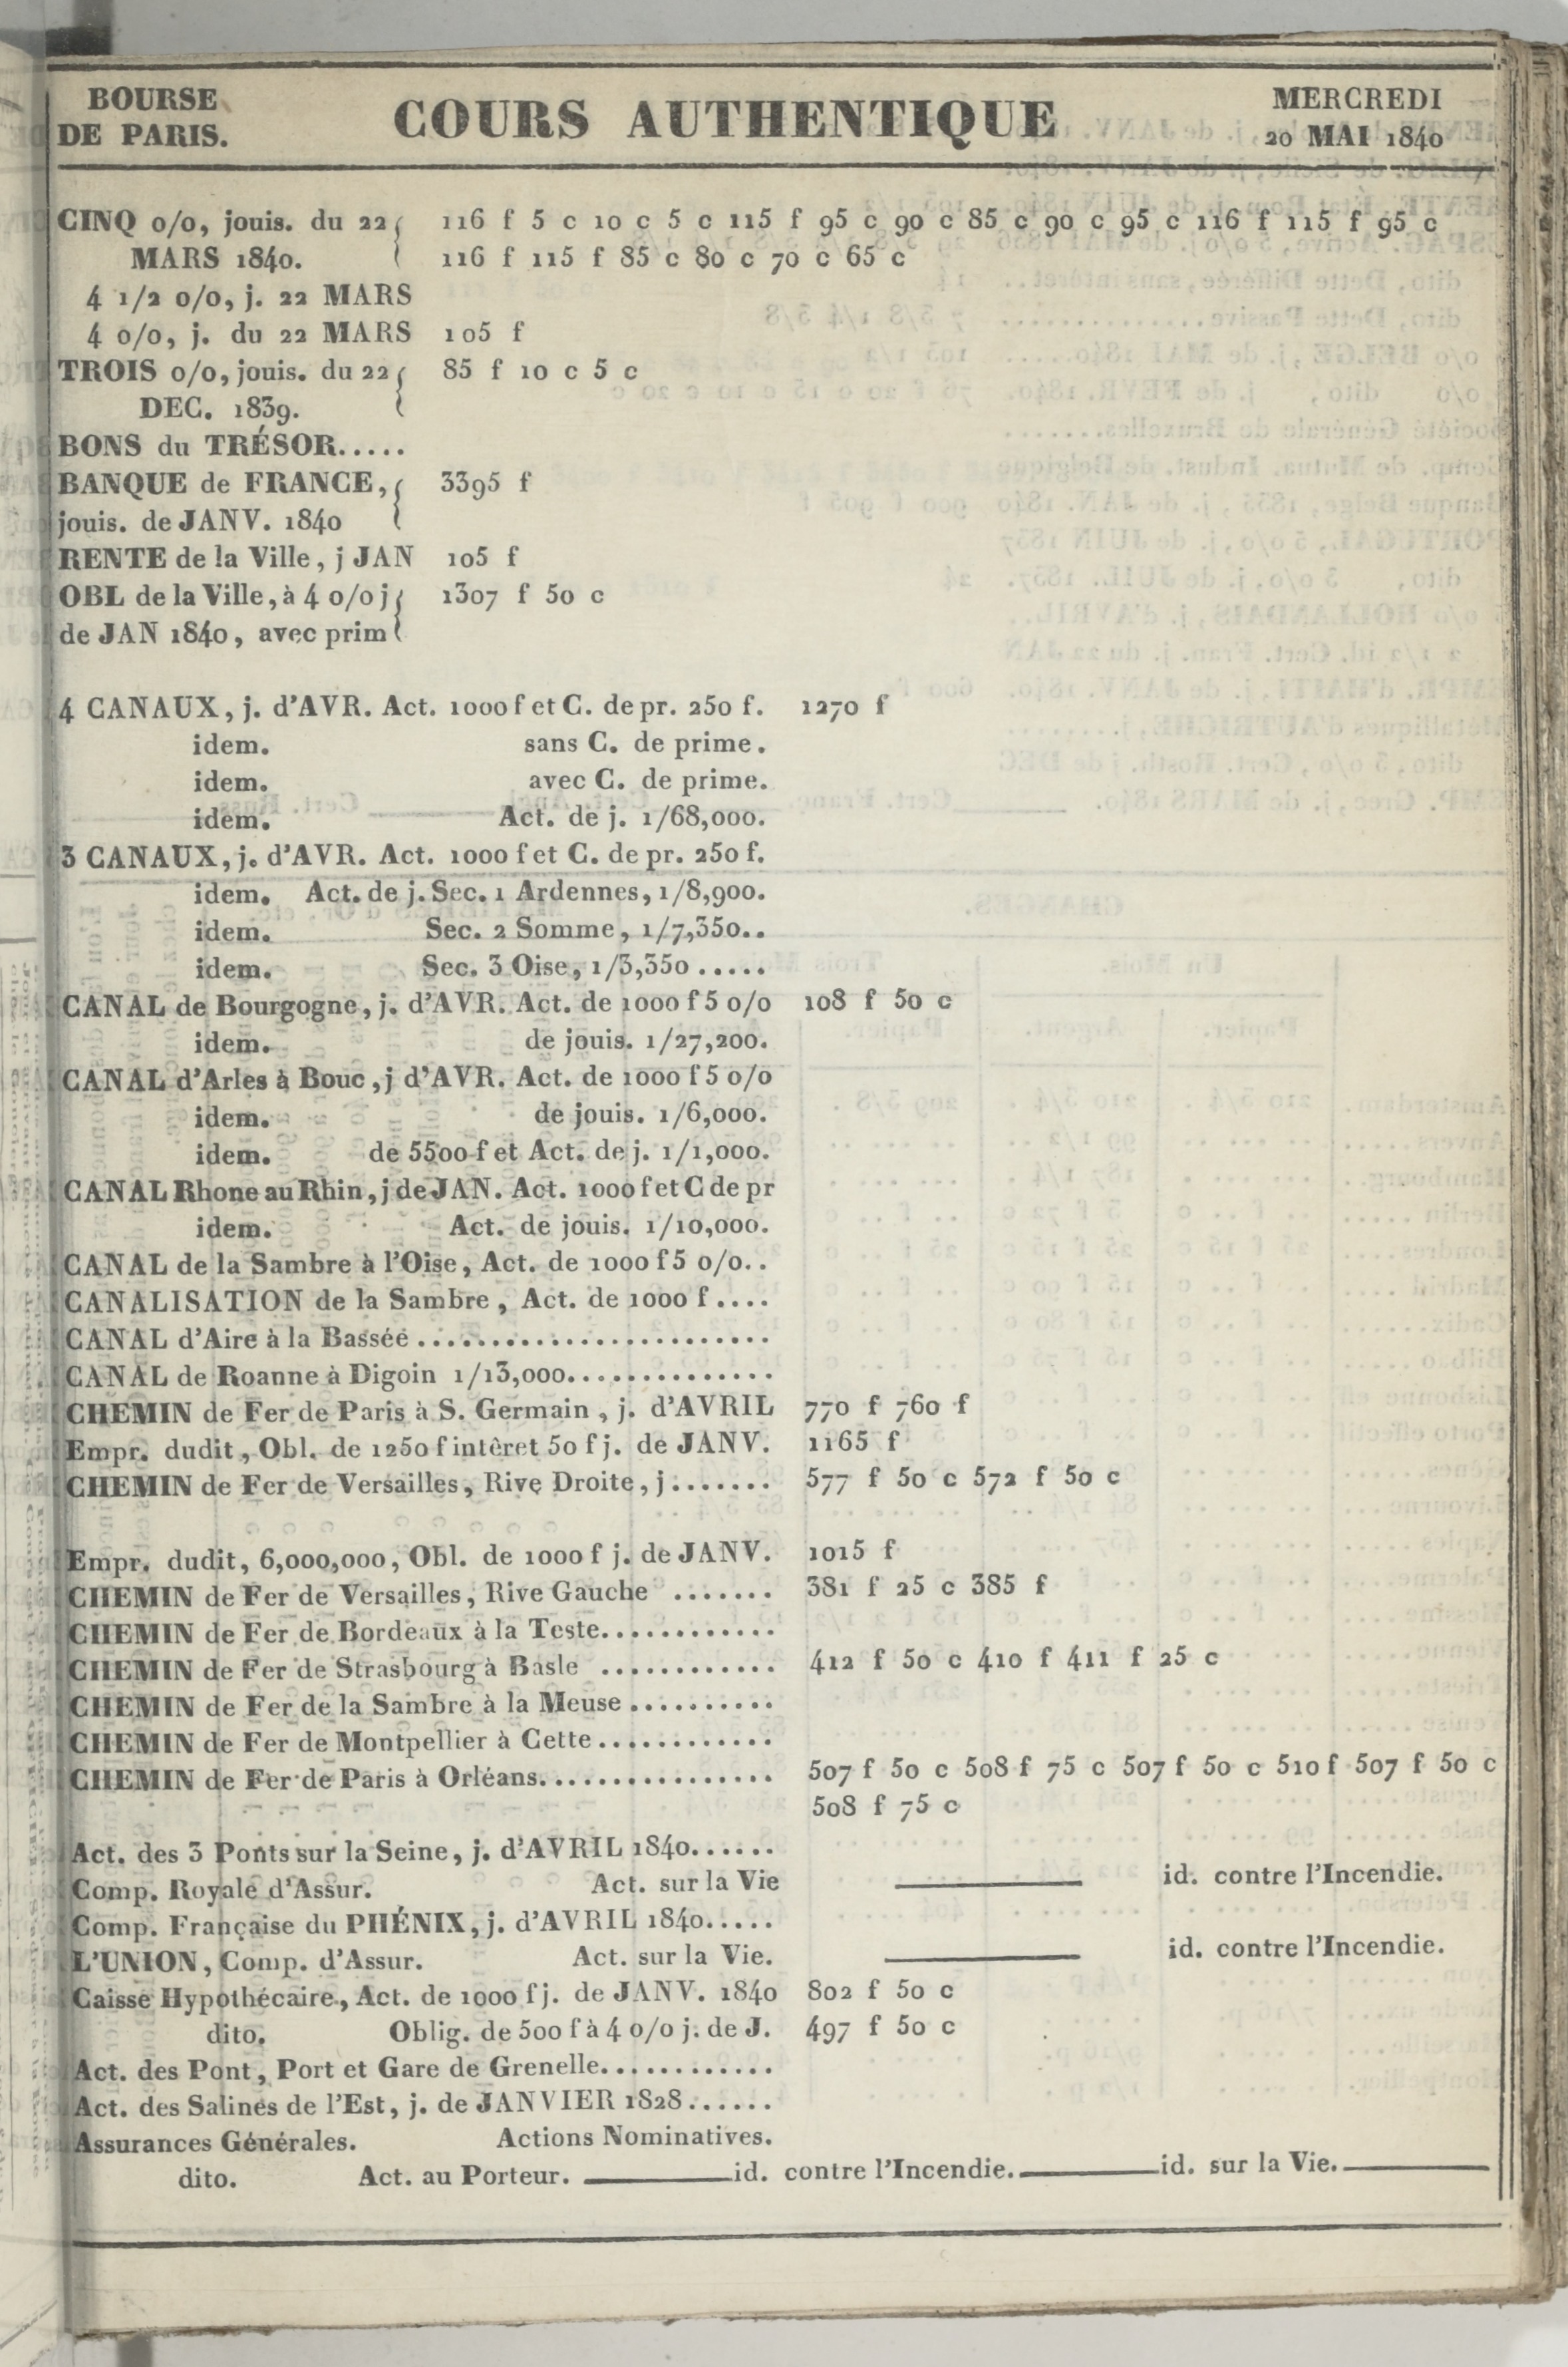 BOURSE DE PARIS.
COURS AUTHENTIQUE
MERCREDI 20 MAI 1840
CINQ o/o, jouis. du 22 116 f 5 c 10 c 5 c 115 f 95 c 90 c 85 c 90 c 95 c 116 f 115 f 95 c
MARS 1840. 116 f 115 f 85 c 80 c 70 c 65 c
4 1/2 o/o, j. 22 MARS
4 o/o, j. du 22 MARS 105 f
TROIS o/o, jouis. du 22 85 f 10 c 5 c
DEC. 1839.
BONS du TRÉSOR.....
BANQUE de FRANCE, 3395 f
jouis. de JANV. 1840
RENTE de la Ville, j JAN 105 f
OBL de la Ville, à 4 o/o j 1307 f 50 c
de JAN 1840, avec prim
4 CANAUX, j. d'AVR. Act. 1000 f et C. de pr. 250 f. 1270 f
idem. sans C. de prime.
idem. avec C. de prime.
idem. Act. de j. 1/68,000.
3 CANAUX, j. d'AVR. Act. 1000 f et C. de pr. 250 f.
idem. Act. de j. Sec. 1 Ardennes, 1/8,900.
idem. Sec. 2 Somme, 1/7,350..
idem. Sec. 3 Oise, 1/3,350.....
CANAL de Bourgogne, j. d'AVR. Act. de 1000 f 5 o/o 108 f 50 c
idem. de jouis. 1/27,200.
CANAL d'Arles à Bouc, j d'AVR. Act. de 1000 f 5 o/o
idem. de jouis. 1/6,000.
idem. de 5500 f et Act. de j. 1/1,000.
CANAL Rhone au Rhin, j de JAN. Act. 1000 f et C de pr
idem. Act. de jouis. 1/10,000.
CANAL de la Sambre à l'Oise, Act. de 1000 f 5 o/o..
CANALISATION de la Sambre, Act. de 1000 f....
CANAL d'Aire à la Bassée........................
CANAL de Roanne à Digoin 1/13,000..............
CHEMIN de Fer de Paris à S. Germain, j. d'AVRIL 770 f 760 f
Empr. dudit, Obl. de 1250 f intêret 50 f j. de JANV. 1165 f
CHEMIN de Fer de Versailles, Rive Droite, j....... 577 f 50 c 572 f 50 c
Empr. dudit, 6,000,000, Obl. de 1000 f j. de JANV. 1015 f
CHEMIN de Fer de Versailles, Rive Gauche ....... 381 f 25 c 385 f
CHEMIN de Fer de Bordeaux à la Teste............
CHEMIN de Fer de Strasbourg à Basle ............ 412 f 50 c 410 f 411 f 25 c
CHEMIN de Fer de la Sambre à la Meuse..........
CHEMIN de Fer de Montpellier à Cette............
CHEMIN de Fer de Paris à Orléans................ 507 f 50 c 508 f 75 c 507 f 50 c 510 f 507 f 50 c
508 f 75 c
Act. des 3 Ponts sur la Seine, j. d'AVRIL 1840......
Comp. Royale d'Assur. Act. sur la Vie id. contre l'Incendie.
Comp. Française du PHÉNIX, j. d'AVRIL 1840.....
L'UNION, Comp. d'Assur. Act. sur la Vie. id. contre l'Incendie.
Caisse Hypothécaire, Act. de 1000 f j. de JANV. 1840 802 f 50 c
dito. Oblig. de 500 f à 4 o/o j. de J. 497 f 50 c
Act. des Pont, Port et Gare de Grenelle............
Act. des Salines de l'Est, j. de JANVIER 1828......
Assurances Générales. Actions Nominatives.
dito. Act. au Porteur. id. contre l'Incendie. id. sur la Vie.